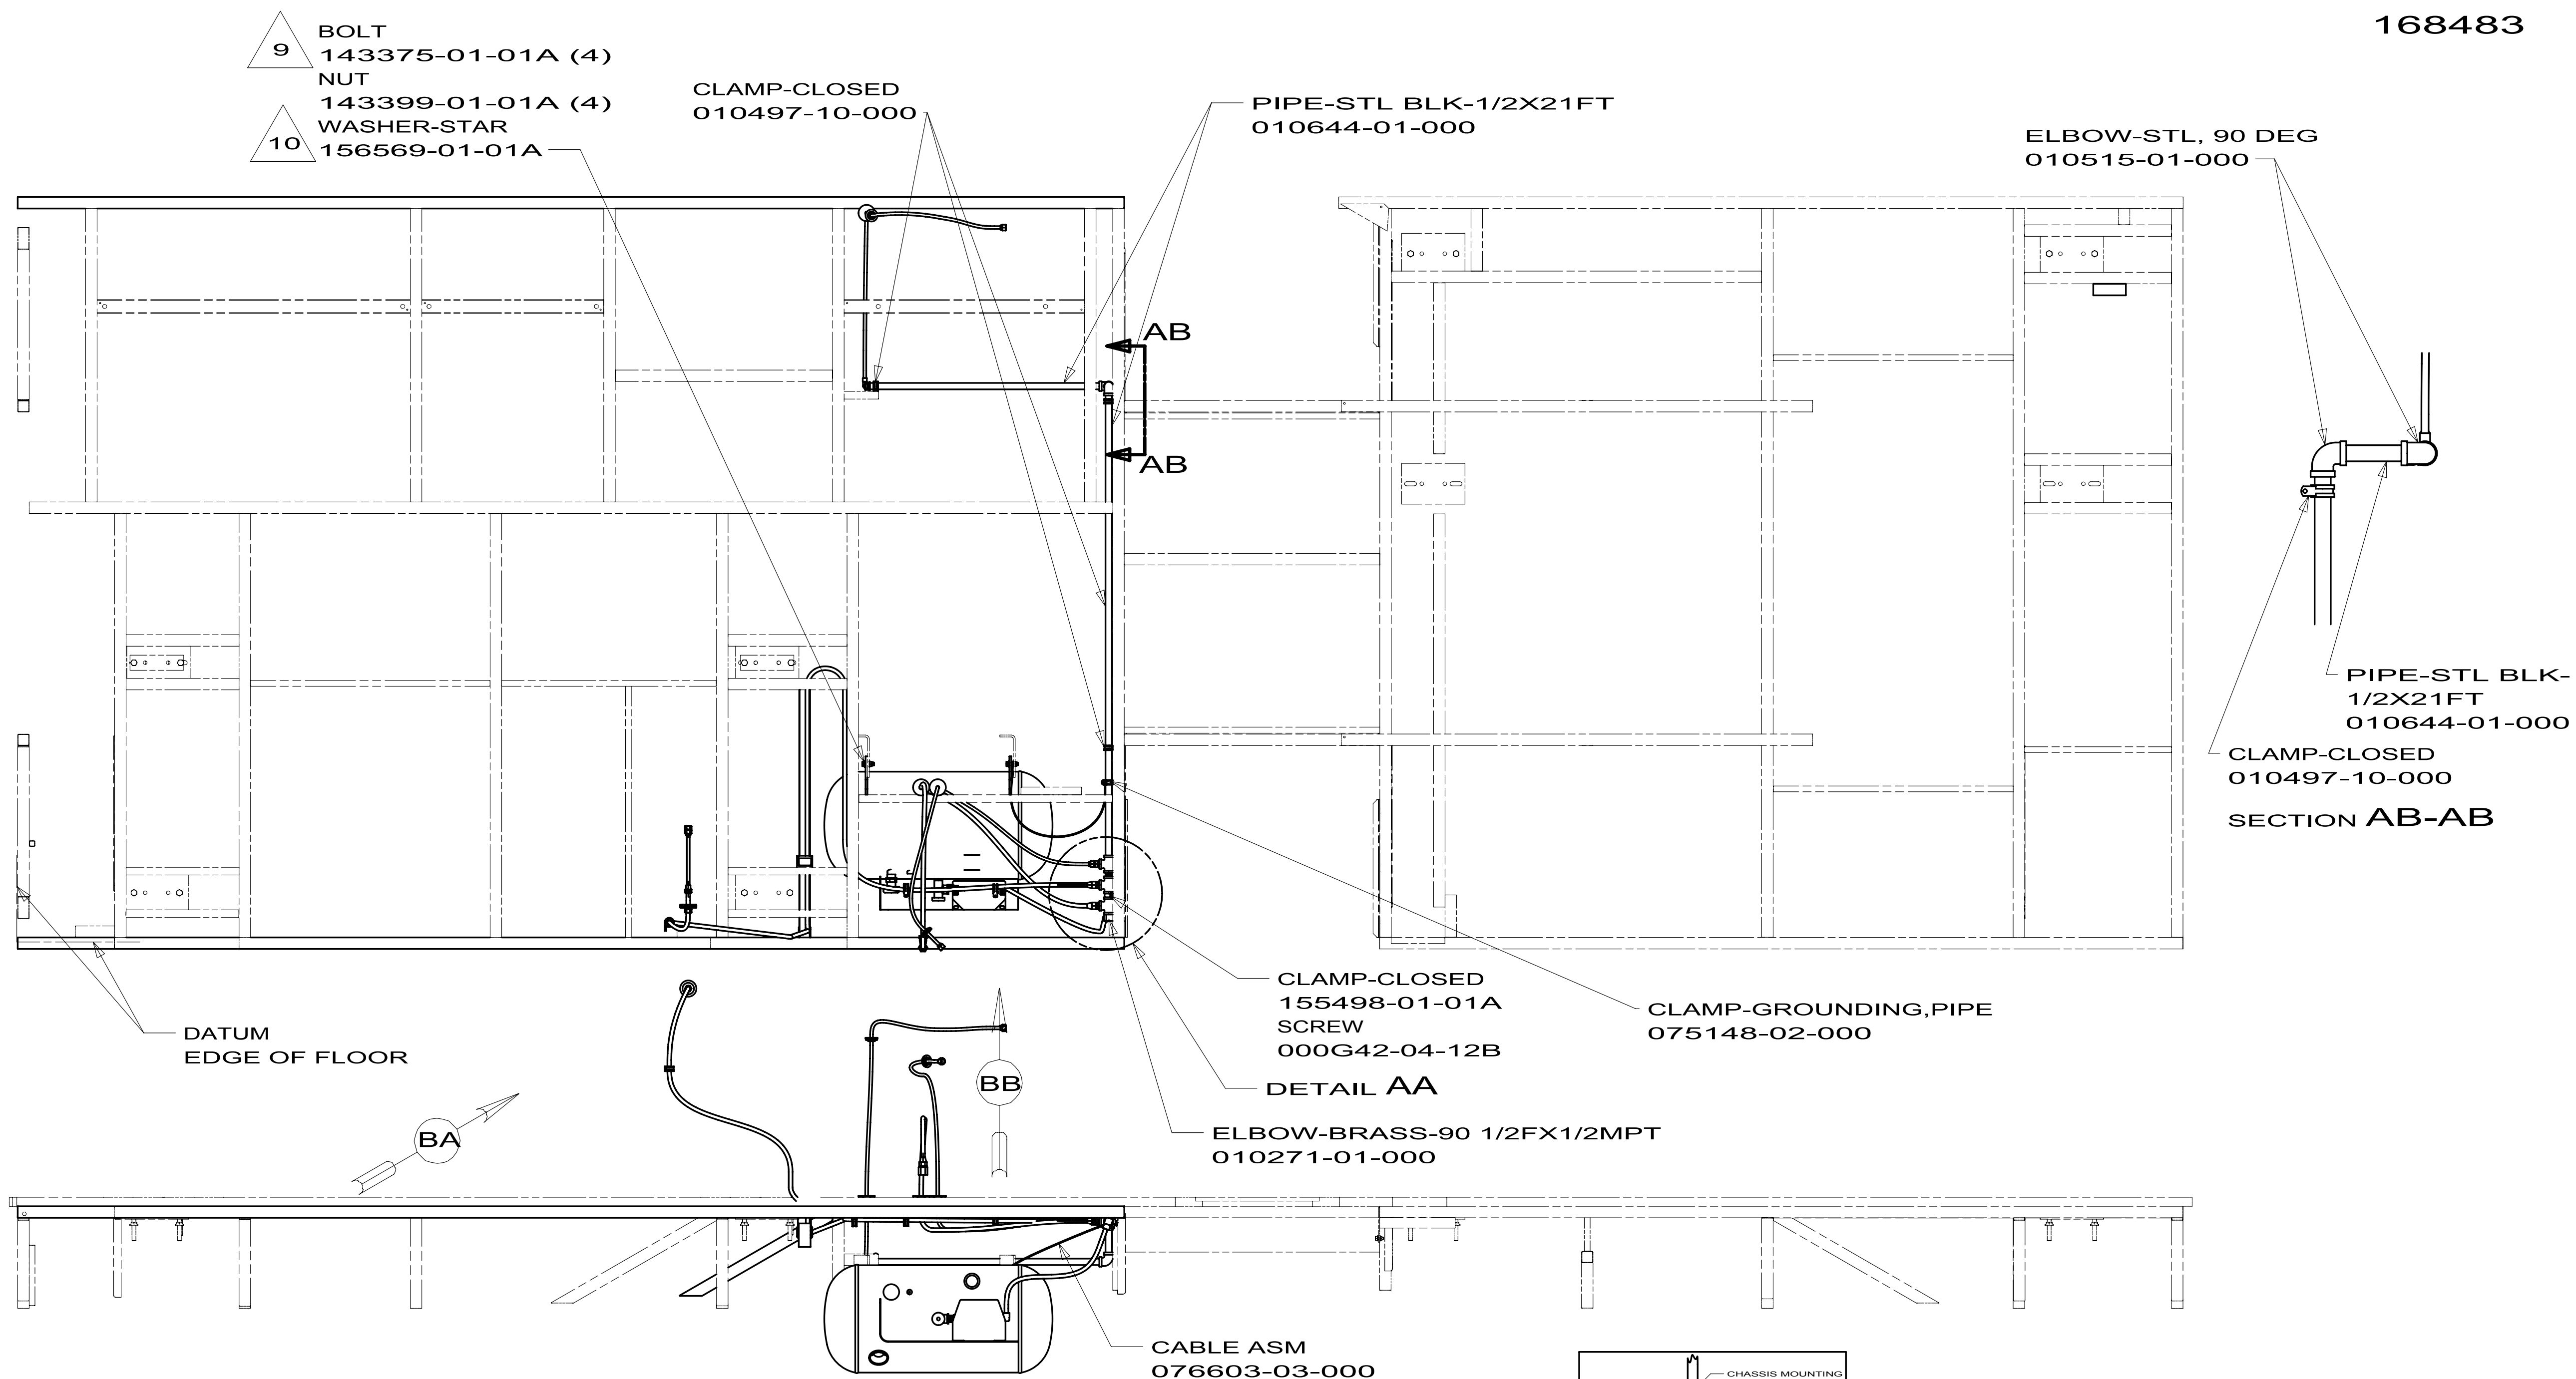 168483
9
BOLT
143375-01-01A (4)
NUT
143399-01-01A (4)
10
WASHER-STAR
156569-01-01A
CLAMP-CLOSED
010497-10-000
PIPE-STL BLK-1/2X21FT
010644-01-000
ELBOW-STL, 90 DEG
010515-01-000
AB
AB
PIPE-STL BLK-
1/2X21FT
010644-01-000
CLAMP-CLOSED
010497-10-000
SECTION AB-AB
DATUM
EDGE OF FLOOR
CLAMP-CLOSED
155498-01-01A
SCREW
000G42-04-12B
CLAMP-GROUNDING,PIPE
075148-02-000
DETAIL AA
BB
BA
ELBOW-BRASS-90 1/2FX1/2MPT
010271-01-000
CABLE ASM
076603-03-000
CHASSIS MOUNTING